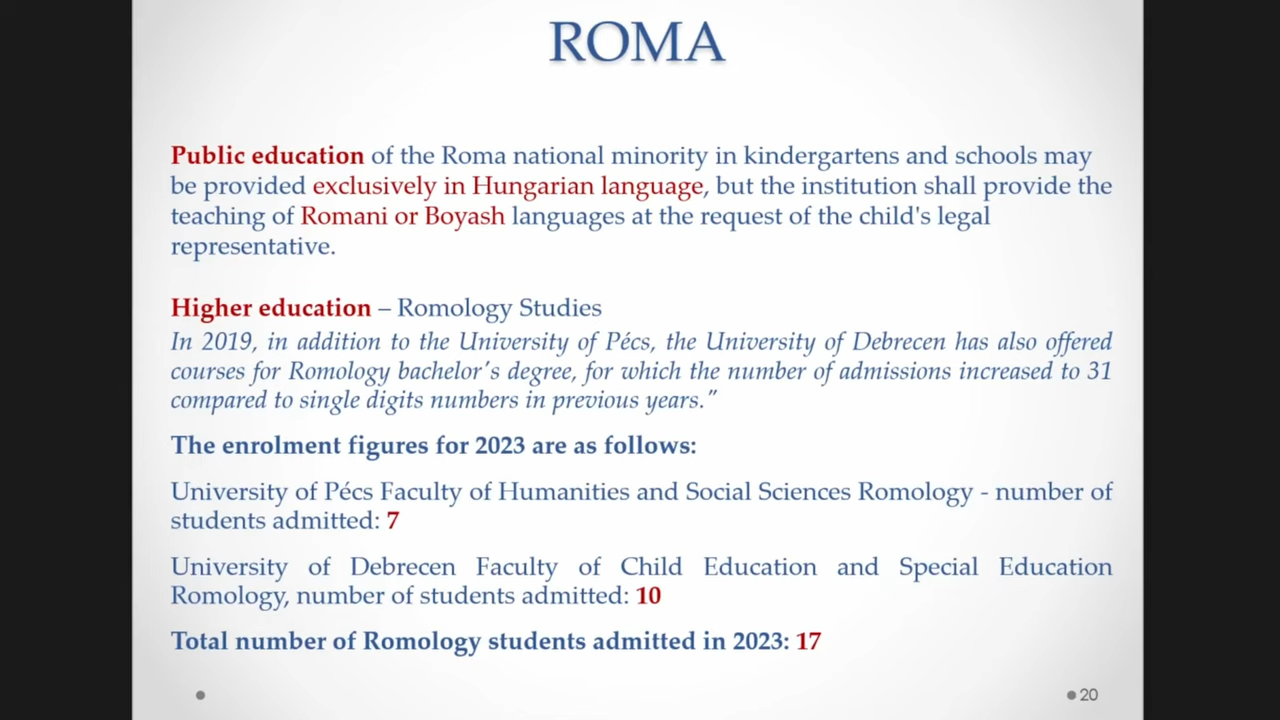 ROMA
Public education of the Roma national minority in kindergartens and schools may
be provided exclusively in Hungarian language, but the institution shall provide the
teaching of Romani or Boyash languages at the request of the child's legal
representative.
Higher education – Romology Studies
In 2019, in addition to the University of Pécs, the University of Debrecen has also offered
courses for Romology bachelor's degree, for which the number of admissions increased to 31
compared to single digits numbers in previous years."
The enrolment figures for 2023 are as follows:
University of Pécs Faculty of Humanities and Social Sciences Romology - number of
students admitted: 7
University of Debrecen Faculty of Child Education and Special Education
Romology, number of students admitted: 10
Total number of Romology students admitted in 2023: 17
20